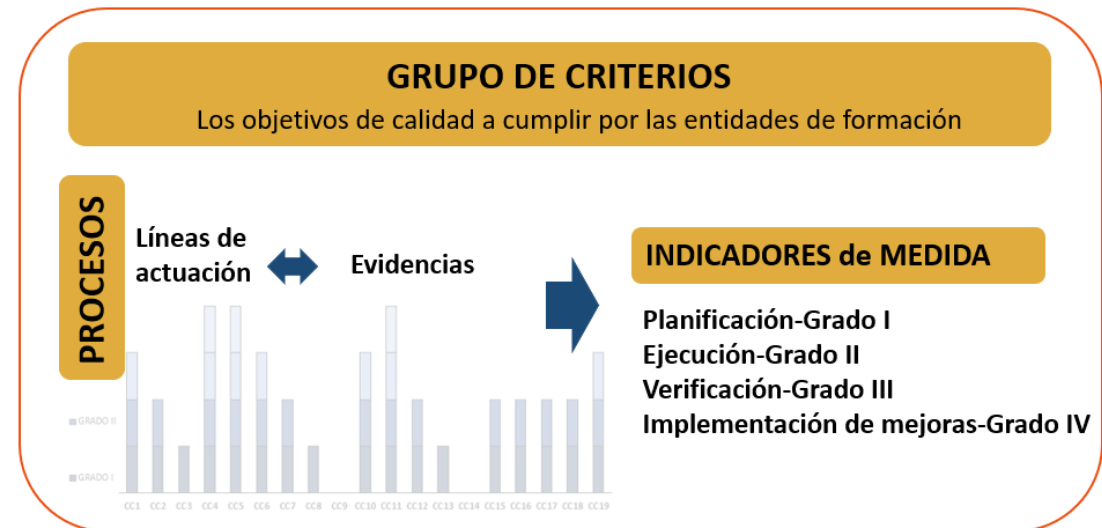 GRUPO DE CRITERIOS
Los objetivos de calidad a cumplir por las entidades de formación
PROCESOS
Líneas de
actuación
Evidencias
INDICADORES de MEDIDA
Planificación-Grado I
Ejecución-Grado II
Verificación-Grado III
Implementación de mejoras-Grado IV
GRADO II
GRADO I
CC1 CC2 CC3 CC4 CC5 CC6 CC7 CC8 CC9 CC10 CC11 CC12 CC13 CC14 CC15 CC16 CC17 CC18 CC19